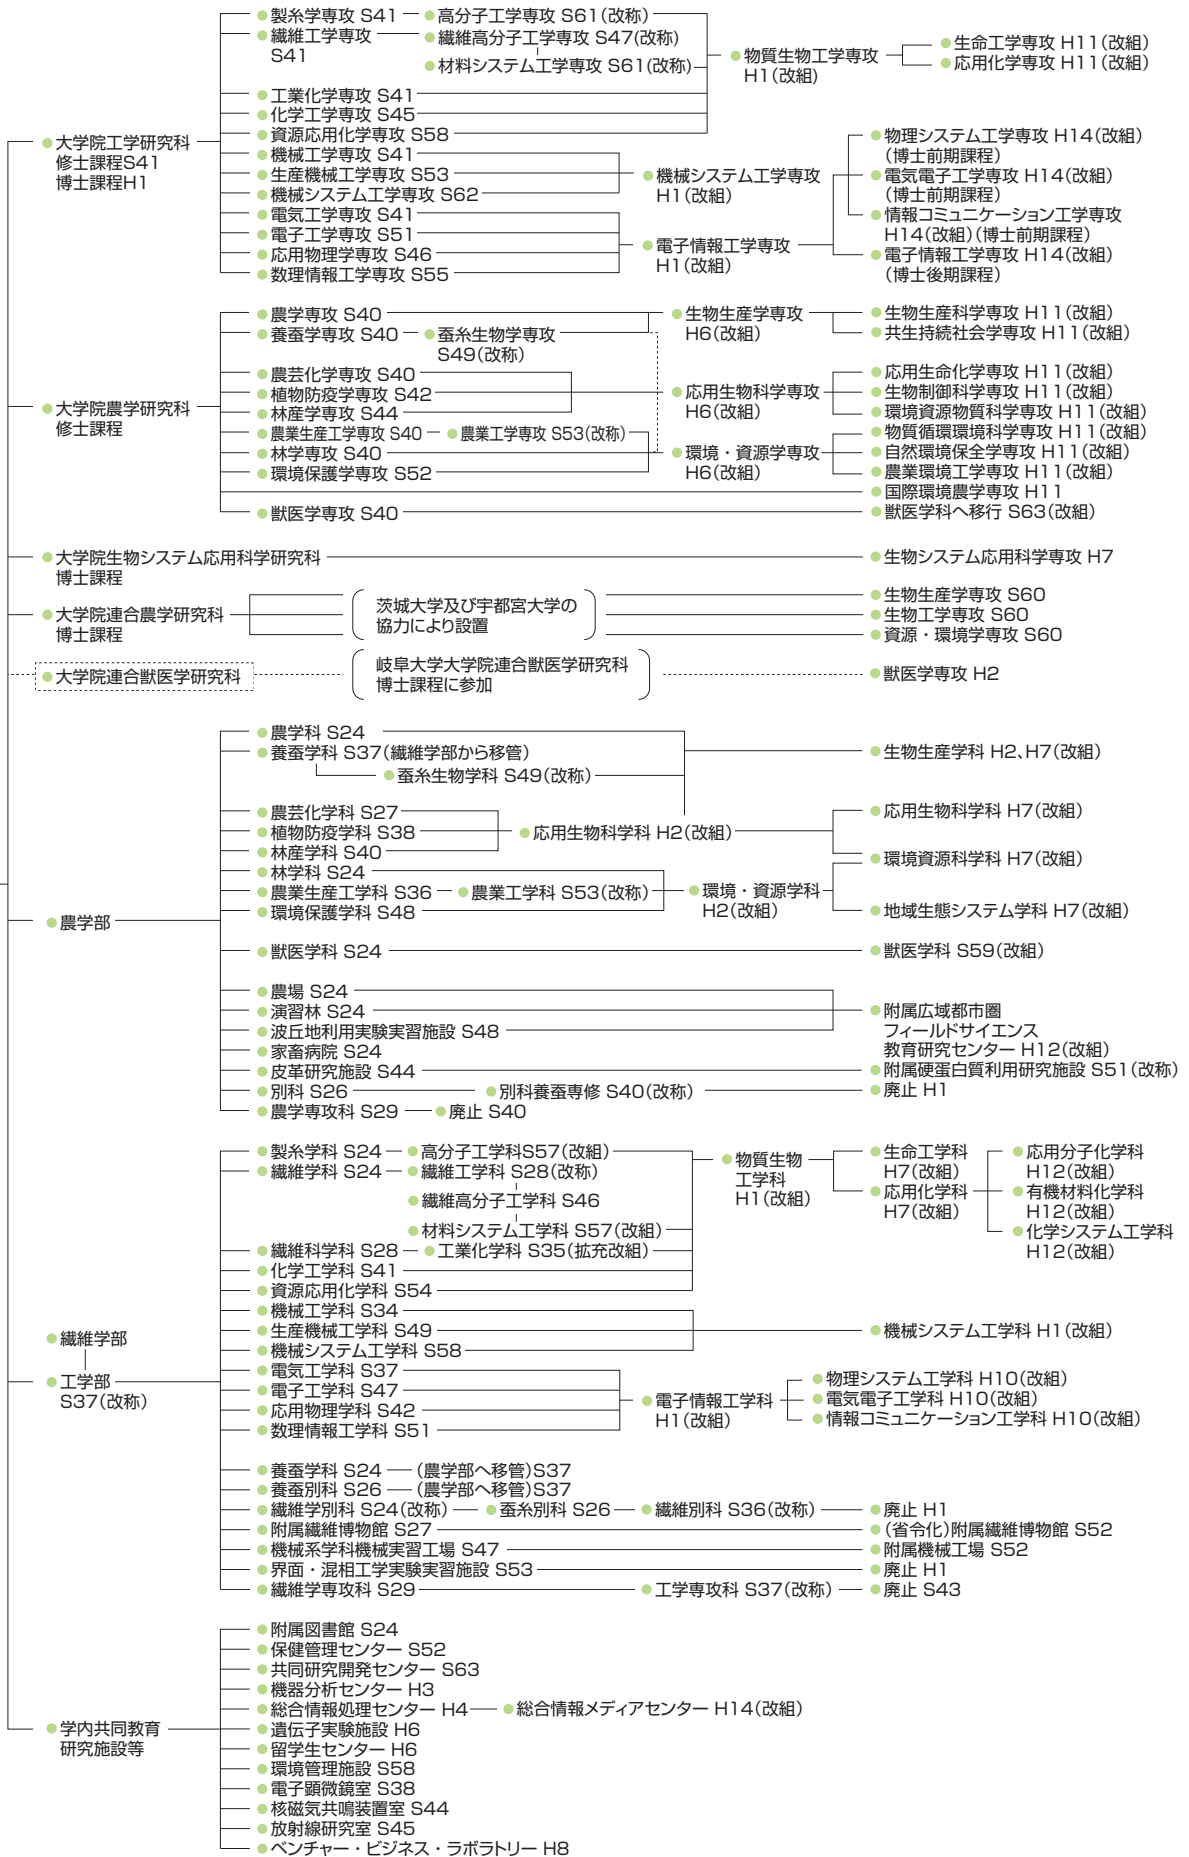 大学院工学研究科
修士課程S41
博士課程H1
製糸学専攻 S41
高分子工学専攻 S61(改称)
繊維工学専攻
S41
繊維高分子工学専攻 S47(改称)
材料システム工学専攻 S61(改称)
工業化学専攻 S41
化学工学専攻 S45
資源応用化学専攻 S58
物質生物工学専攻
H1(改組)
生命工学専攻 H11(改組)
応用化学専攻 H11(改組)
機械工学専攻 S41
生産機械工学専攻 S53
機械システム工学専攻 S62
機械システム工学専攻
H1(改組)
電気工学専攻 S41
電子工学専攻 S51
応用物理学専攻 S46
数理情報工学専攻 S55
電子情報工学専攻
H1(改組)
物理システム工学専攻 H14(改組)
(博士前期課程)
電気電子工学専攻 H14(改組)
(博士前期課程)
情報コミュニケーション工学専攻
H14(改組)(博士前期課程)
電子情報工学専攻 H14(改組)
(博士後期課程)
大学院農学研究科
修士課程
農学専攻 S40
養蚕学専攻 S40
蚕糸生物学専攻
S49(改称)
農芸化学専攻 S40
植物防疫学専攻 S42
林産学専攻 S44
農業生産工学専攻 S40
農業工学専攻 S53(改称)
林学専攻 S40
環境保護学専攻 S52
獣医学専攻 S40
生物生産学専攻
H6(改組)
応用生物科学専攻
H6(改組)
環境・資源学専攻
H6(改組)
生物生産科学専攻 H11(改組)
共生持続社会学専攻 H11(改組)
応用生命化学専攻 H11(改組)
生物制御科学専攻 H11(改組)
環境資源物質科学専攻 H11(改組)
物質循環環境科学専攻 H11(改組)
自然環境保全学専攻 H11(改組)
農業環境工学専攻 H11(改組)
国際環境農学専攻 H11
獣医学科へ移行 S63(改組)
大学院生物システム応用科学研究科
博士課程
生物システム応用科学専攻 H7
大学院連合農学研究科
博士課程
茨城大学及び宇都宮大学の
協力により設置
生物生産学専攻 S60
生物工学専攻 S60
資源・環境学専攻 S60
大学院連合獣医学研究科
岐阜大学大学院連合獣医学研究科
博士課程に参加
獣医学専攻 H2
農学部
農学科 S24
養蚕学科 S37(繊維学部から移管)
蚕糸生物学科 S49(改称)
生物生産学科 H2、H7(改組)
農芸化学科 S27
植物防疫学科 S38
林産学科 S40
応用生物科学科 H2(改組)
応用生物科学科 H7(改組)
環境資源科学科 H7(改組)
林学科 S24
農業生産工学科 S36
農業工学科 S53(改称)
環境保護学科 S48
環境・資源学科
H2(改組)
地域生態システム学科 H7(改組)
獣医学科 S24
獣医学科 S59(改組)
農場 S24
演習林 S24
波丘地利用実験実習施設 S48
附属広域都市圏
フィールドサイエンス
教育研究センター H12(改組)
家畜病院 S24
皮革研究施設 S44
附属硬蛋白質利用研究施設 S51(改称)
別科 S26
別科養蚕専修 S40(改称)
廃止 H1
農学専攻科 S29
廃止 S40
繊維学部
工学部
S37(改称)
製糸学科 S24
高分子工学科S57(改組)
繊維学科 S24
繊維工学科 S28(改称)
繊維高分子工学科 S46
材料システム工学科 S57(改組)
繊維科学科 S28
工業化学科 S35(拡充改組)
化学工学科 S41
資源応用化学科 S54
物質生物
工学科
H1(改組)
生命工学科
H7(改組)
応用化学科
H7(改組)
応用分子化学科
H12(改組)
有機材料化学科
H12(改組)
化学システム工学科
H12(改組)
機械工学科 S34
生産機械工学科 S49
機械システム工学科 S58
機械システム工学科 H1(改組)
電気工学科 S37
電子工学科 S47
応用物理学科 S42
数理情報工学科 S51
電子情報工学科
H1(改組)
物理システム工学科 H10(改組)
電気電子工学科 H10(改組)
情報コミュニケーション工学科 H10(改組)
養蚕学科 S24
(農学部へ移管)S37
養蚕別科 S26
(農学部へ移管)S37
繊維学別科 S24(改称)
蚕糸別科 S26
繊維別科 S36(改称)
廃止 H1
附属繊維博物館 S27
(省令化)附属繊維博物館 S52
機械系学科機械実習工場 S47
附属機械工場 S52
界面・混相工学実験実習施設 S53
廃止 H1
繊維学専攻科 S29
工学専攻科 S37(改称)
廃止 S43
学内共同教育
研究施設等
附属図書館 S24
保健管理センター S52
共同研究開発センター S63
機器分析センター H3
総合情報処理センター H4
総合情報メディアセンター H14(改組)
遺伝子実験施設 H6
留学生センター H6
環境管理施設 S58
電子顕微鏡室 S38
核磁気共鳴装置室 S44
放射線研究室 S45
ベンチャー・ビジネス・ラボラトリー H8